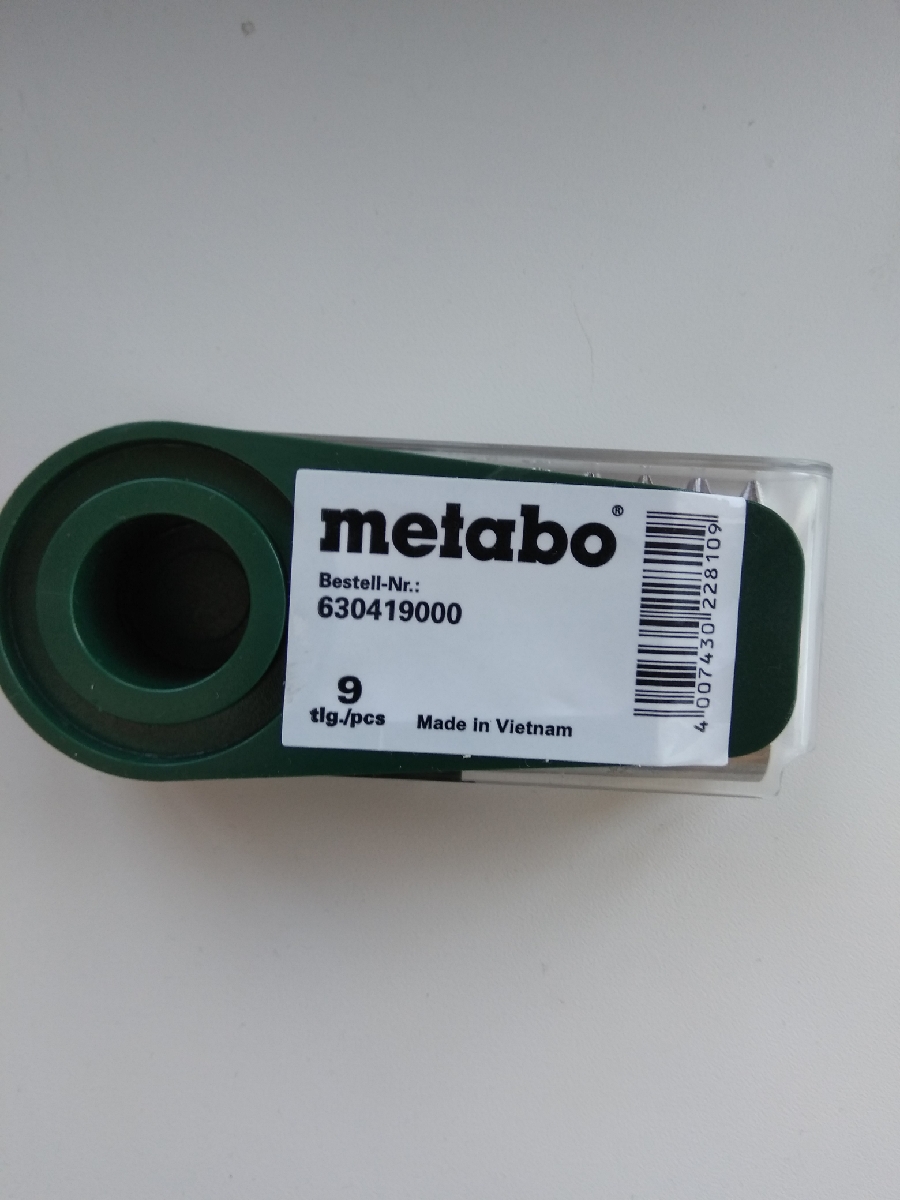 metabo®
Bestell-Nr.:
630419000
9
tlg./pcs
Made in Vietnam
4 007430 228109